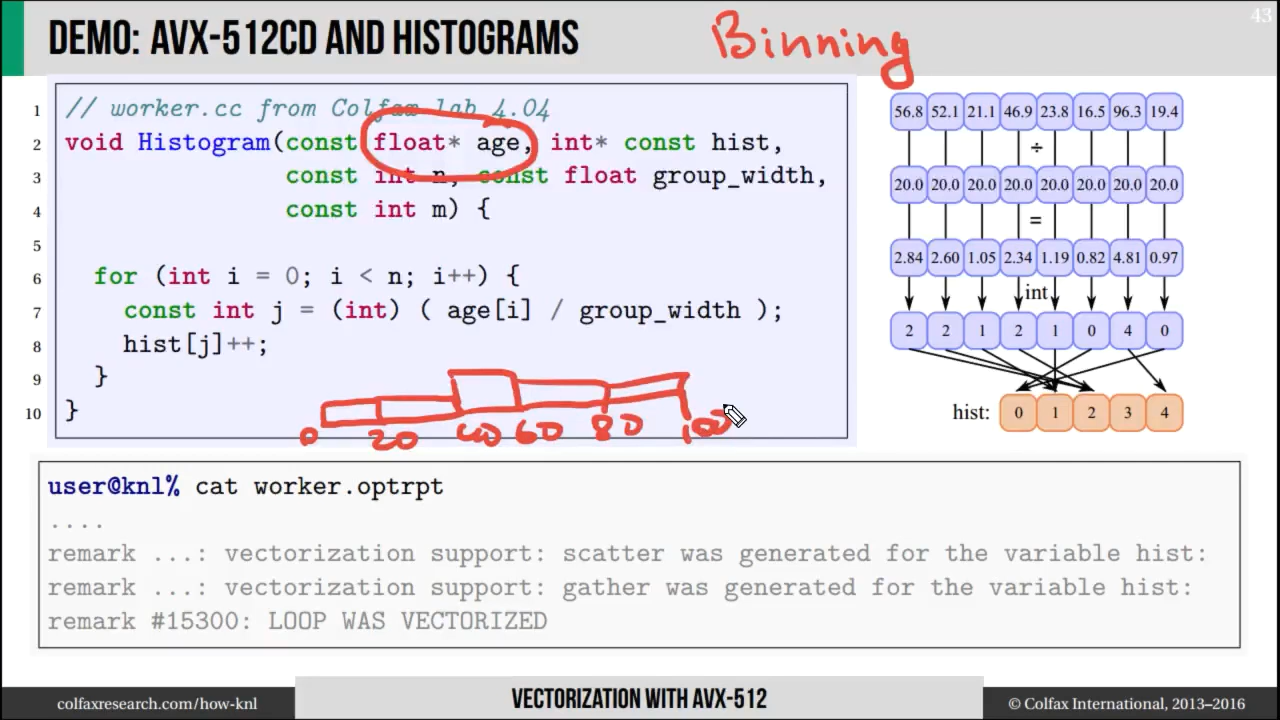 43
DEMO: AVX-512CD AND HISTOGRAMS
Binning
1 // worker.cc from Colfax lab 4.04
2 void Histogram(const float* age, int* const hist,
3 const int n, const float group_width,
4 const int m) {
5
6 for (int i = 0; i < n; i++) {
7 const int j = (int) ( age[i] / group_width );
8 hist[j]++;
9 }
10 }
0 20 40 60 80 100
56.8 52.1 21.1 46.9 23.8 16.5 96.3 19.4
÷
20.0 20.0 20.0 20.0 20.0 20.0 20.0 20.0
=
2.84 2.60 1.05 2.34 1.19 0.82 4.81 0.97
int
2 2 1 2 1 0 4 0
hist: 0 1 2 3 4
user@knl% cat worker.optrpt
....
remark ...: vectorization support: scatter was generated for the variable hist:
remark ...: vectorization support: gather was generated for the variable hist:
remark #15300: LOOP WAS VECTORIZED
colfaxresearch.com/how-knl
VECTORIZATION WITH AVX-512
© Colfax International, 2013–2016